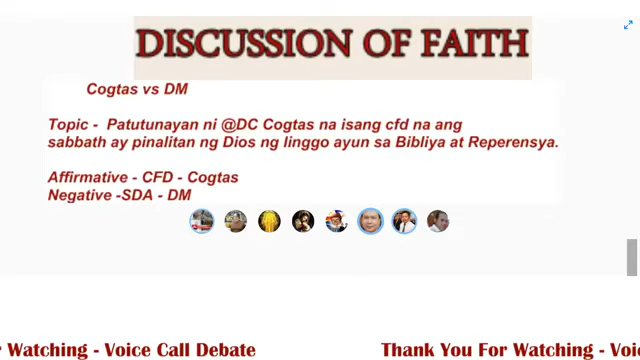 DISCUSSION OF FAITH
Cogtas vs DM
Topic - Patutunayan ni @DC Cogtas na isang cfd na ang
sabbath ay pinalitan ng Dios ng linggo ayun sa Bibliya at Reperensya.
Affirmative - CFD - Cogtas
Negative -SDA - DM
Watching - Voice Call Debate
Thank You For Watching - Voi